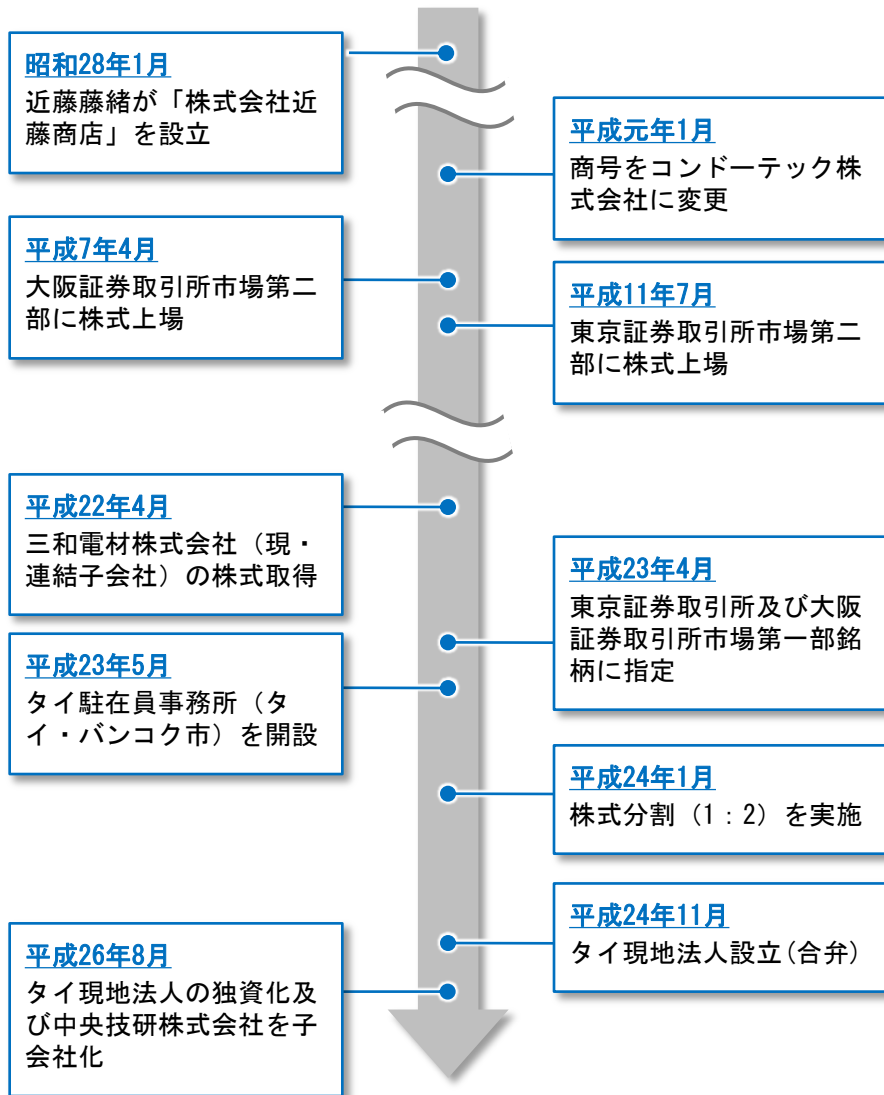 昭和28年1月
近藤藤緒が「株式会社近
藤商店」を設立
平成元年1月
商号をコンドーテック株
式会社に変更
平成7年4月
大阪証券取引所市場第二
部に株式上場
平成11年7月
東京証券取引所市場第二
部に株式上場
平成22年4月
三和電材株式会社（現・
連結子会社）の株式取得
平成23年4月
東京証券取引所及び大阪
証券取引所市場第一部銘
柄に指定
平成23年5月
タイ駐在員事務所（タ
イ・バンコク市）を開設
平成24年1月
株式分割（1：2）を実施
平成24年11月
タイ現地法人設立(合弁)
平成26年8月
タイ現地法人の独資化及
び中央技研株式会社を子
会社化